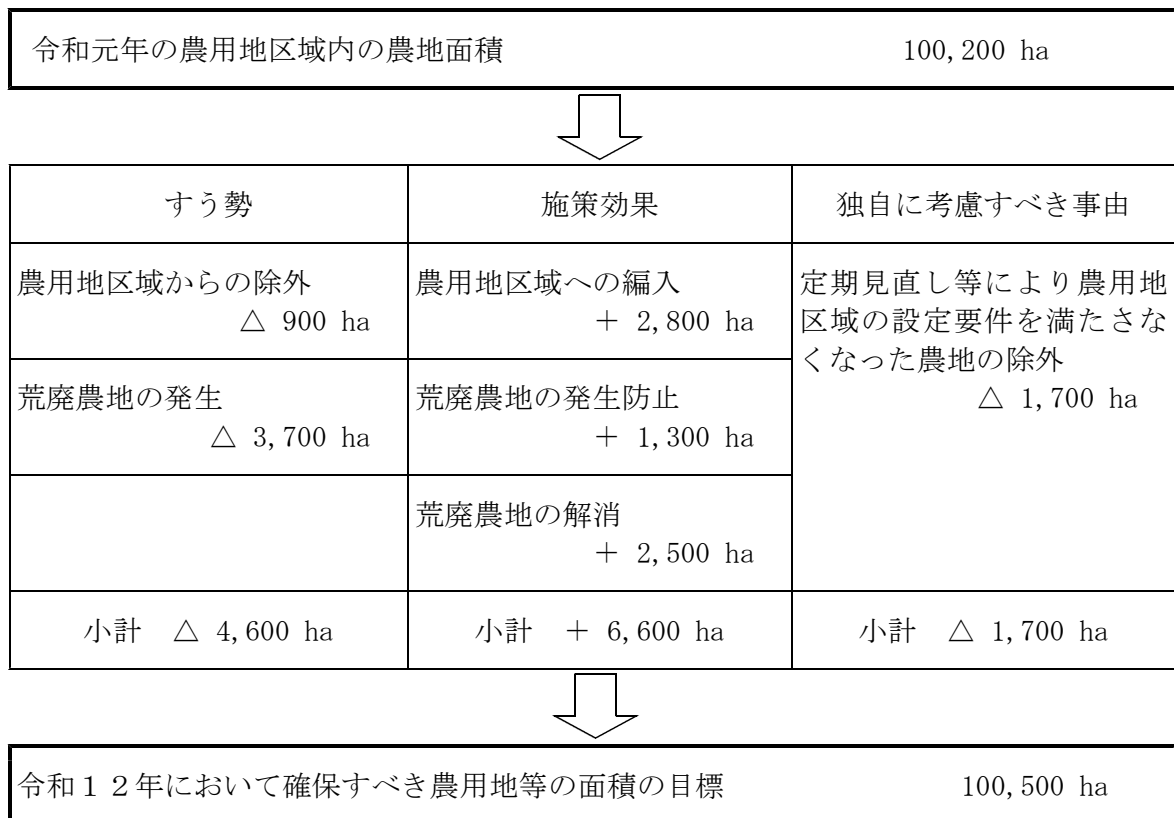 令和元年の農用地区域内の農地面積 100,200 ha
すう勢
施策効果
独自に考慮すべき事由
農用地区域からの除外
△ 900 ha
農用地区域への編入
＋ 2,800 ha
定期見直し等により農用地
区域の設定要件を満たさな
くなった農地の除外
△ 1,700 ha
荒廃農地の発生
△ 3,700 ha
荒廃農地の発生防止
＋ 1,300 ha
荒廃農地の解消
＋ 2,500 ha
小計 △ 4,600 ha
小計 ＋ 6,600 ha
小計 △ 1,700 ha
令和１２年において確保すべき農用地等の面積の目標 100,500 ha